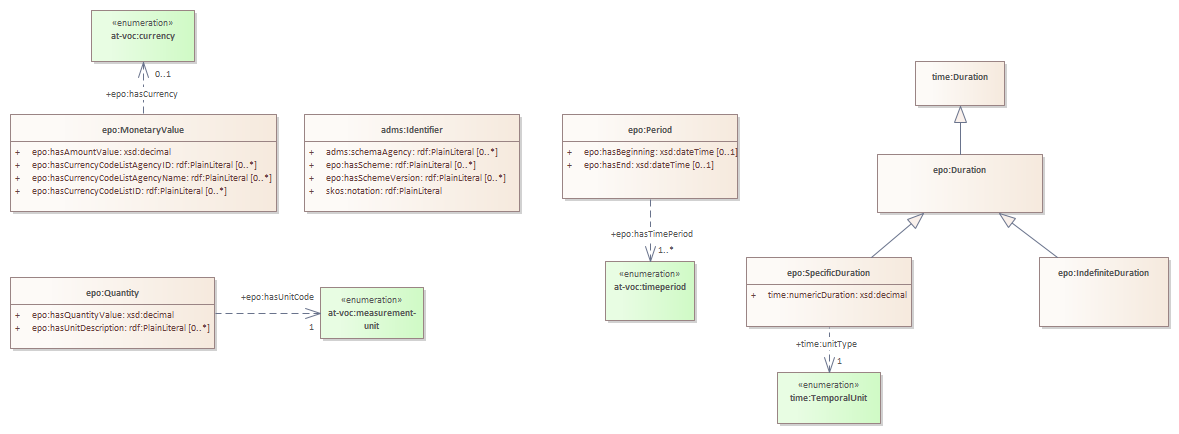 «enumeration»
at-voc:currency
0..1
+epo:hasCurrency
epo:MonetaryValue
+ epo:hasAmountValue: xsd:decimal
+ epo:hasCurrencyCodeListAgencyID: rdf:PlainLiteral [0..*]
+ epo:hasCurrencyCodeListAgencyName: rdf:PlainLiteral [0..*]
+ epo:hasCurrencyCodeListID: rdf:PlainLiteral [0..*]
adms:Identifier
+ adms:schemaAgency: rdf:PlainLiteral [0..*]
+ epo:hasScheme: rdf:PlainLiteral [0..*]
+ epo:hasSchemeVersion: rdf:PlainLiteral [0..*]
+ skos:notation: rdf:PlainLiteral
epo:Period
+ epo:hasBeginning: xsd:dateTime [0..1]
+ epo:hasEnd: xsd:dateTime [0..1]
+epo:hasTimePeriod
1..*
«enumeration»
at-voc:timeperiod
time:Duration
epo:Duration
epo:SpecificDuration
+ time:numericDuration: xsd:decimal
epo:IndefiniteDuration
+time:unitType
1
«enumeration»
time:TemporalUnit
epo:Quantity
+ epo:hasQuantityValue: xsd:decimal
+ epo:hasUnitDescription: rdf:PlainLiteral [0..*]
+epo:hasUnitCode
1
«enumeration»
at-voc:measurement-
unit